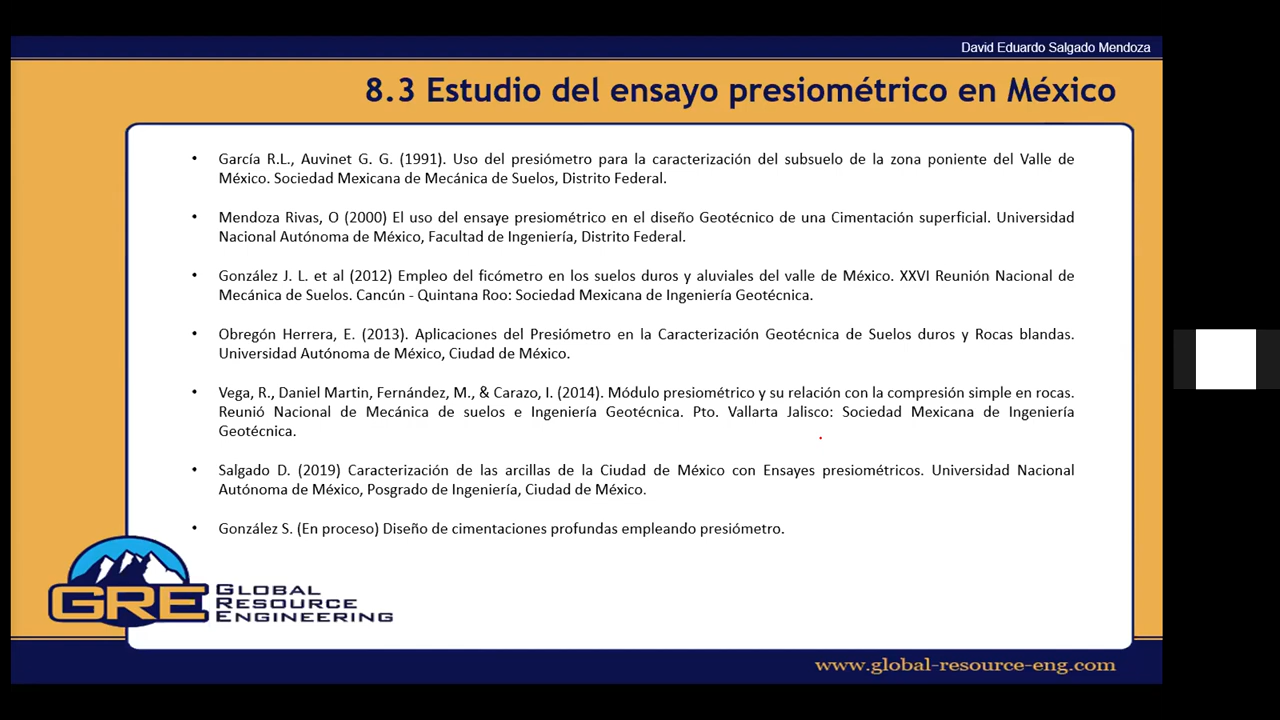 David Eduardo Salgado Mendoza
8.3 Estudio del ensayo presiométrico en México
• García R.L., Auvinet G. G. (1991). Uso del presiómetro para la caracterización del subsuelo de la zona poniente del Valle de
México. Sociedad Mexicana de Mecánica de Suelos, Distrito Federal.
• Mendoza Rivas, O (2000) El uso del ensaye presiométrico en el diseño Geotécnico de una Cimentación superficial. Universidad
Nacional Autónoma de México, Facultad de Ingeniería, Distrito Federal.
• González J. L. et al (2012) Empleo del ficómetro en los suelos duros y aluviales del valle de México. XXVI Reunión Nacional de
Mecánica de Suelos. Cancún - Quintana Roo: Sociedad Mexicana de Ingeniería Geotécnica.
• Obregón Herrera, E. (2013). Aplicaciones del Presiómetro en la Caracterización Geotécnica de Suelos duros y Rocas blandas.
Universidad Autónoma de México, Ciudad de México.
• Vega, R., Daniel Martin, Fernández, M., & Carazo, I. (2014). Módulo presiométrico y su relación con la compresión simple en rocas.
Reunió Nacional de Mecánica de suelos e Ingeniería Geotécnica. Pto. Vallarta Jalisco: Sociedad Mexicana de Ingeniería
Geotécnica.
• Salgado D. (2019) Caracterización de las arcillas de la Ciudad de México con Ensayes presiométricos. Universidad Nacional
Autónoma de México, Posgrado de Ingeniería, Ciudad de México.
• González S. (En proceso) Diseño de cimentaciones profundas empleando presiómetro.
GRE
GLOBAL
RESOURCE
ENGINEERING
www.global-resource-eng.com